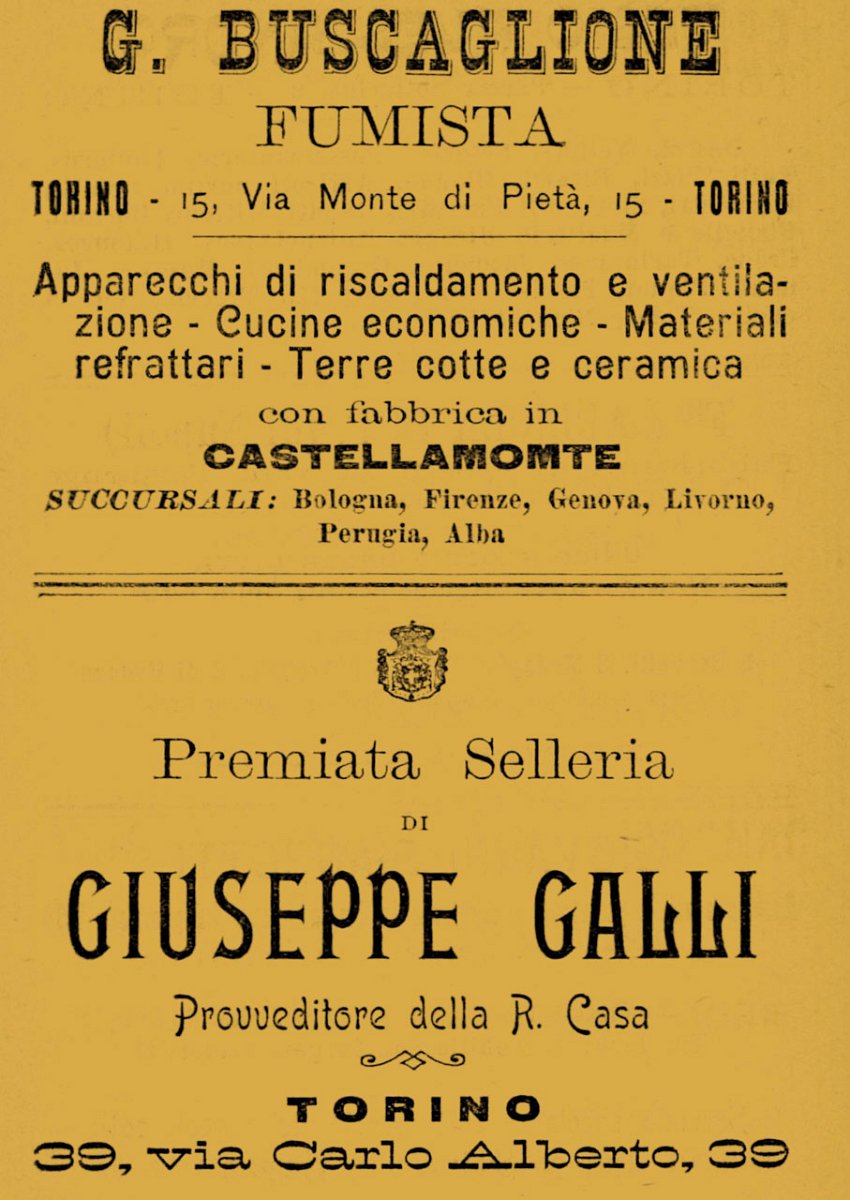 G. BUSCAGLIONE
FUMISTA
TORINO - 15, Via Monte di Pietà, 15 - TORINO
Apparecchi di riscaldamento e ventila-
zione - Cucine economiche - Materiali
refrattari - Terre cotte e ceramica
con fabbrica in
CASTELLAMOMTE
SUCCURSALI: Bologna, Firenze, Genova, Livorno,
Perugia, Alba
Premiata Selleria
DI
GIUSEPPE GALLI
Provveditore della R. Casa
TORINO
39, via Carlo Alberto, 39